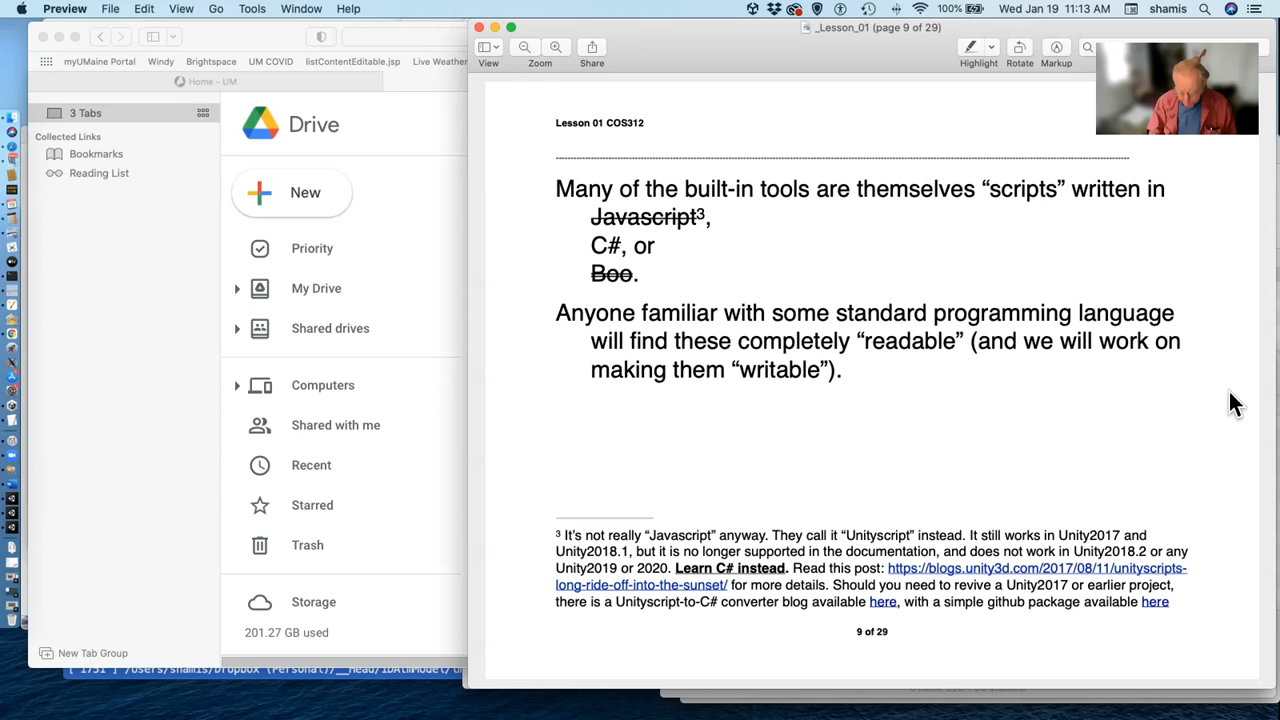 Preview File Edit View Go Tools Window Help
100% Wed Jan 19 11:13 AM shamis
myUMaine Portal Windy Brightspace UM COVID listContentEditable.jsp Live Weather
Home - UM
3 Tabs
Collected Links
Bookmarks
Reading List
New Tab Group
Drive
New
Priority
My Drive
Shared drives
Computers
Shared with me
Recent
Starred
Trash
Storage
201.27 GB used
_Lesson_01 (page 9 of 29)
View Zoom Share Highlight Rotate Markup
Lesson 01 COS312
Many of the built-in tools are themselves “scripts” written in
Javascript³,
C#, or
Boo.
Anyone familiar with some standard programming language
will find these completely “readable” (and we will work on
making them “writable”).
³ It’s not really “Javascript” anyway. They call it “Unityscript” instead. It still works in Unity2017 and
Unity2018.1, but it is no longer supported in the documentation, and does not work in Unity2018.2 or any
Unity2019 or 2020. Learn C# instead. Read this post: https://blogs.unity3d.com/2017/08/11/unityscripts-
long-ride-off-into-the-sunset/ for more details. Should you need to revive a Unity2017 or earlier project,
there is a Unityscript-to-C# converter blog available here, with a simple github package available here
9 of 29